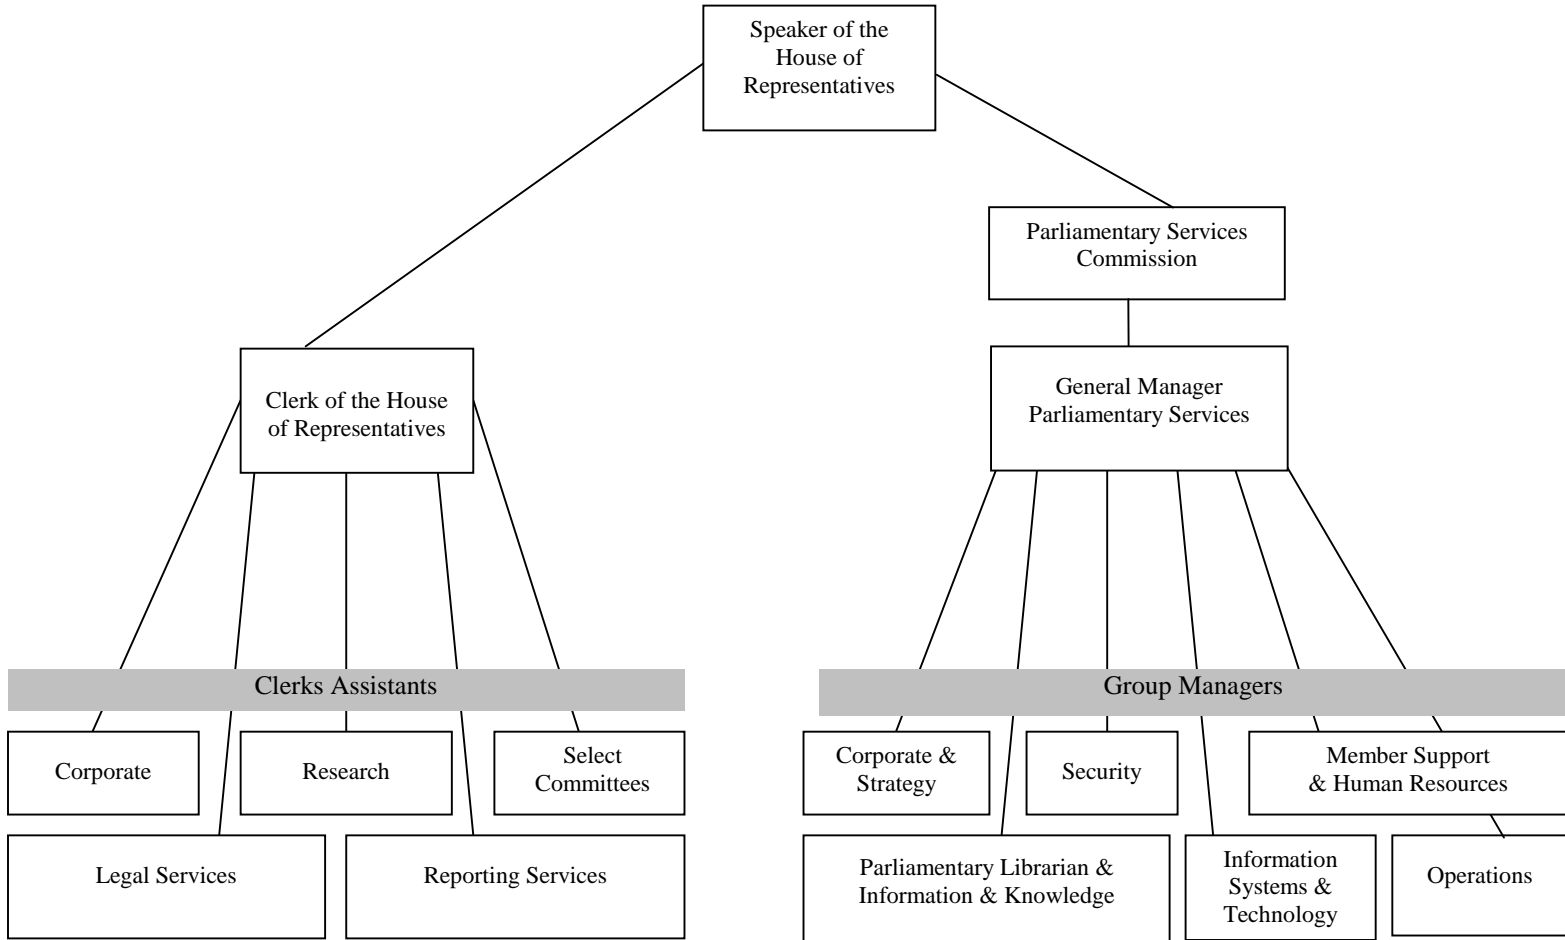 Speaker of the
House of
Representatives
Parliamentary Services
Commission
Clerk of the House
of Representatives
General Manager
Parliamentary Services
Clerks Assistants
Group Managers
Corporate
Research
Select
Committees
Corporate &
Strategy
Security
Member Support
& Human Resources
Legal Services
Reporting Services
Parliamentary Librarian &
Information & Knowledge
Information
Systems &
Technology
Operations